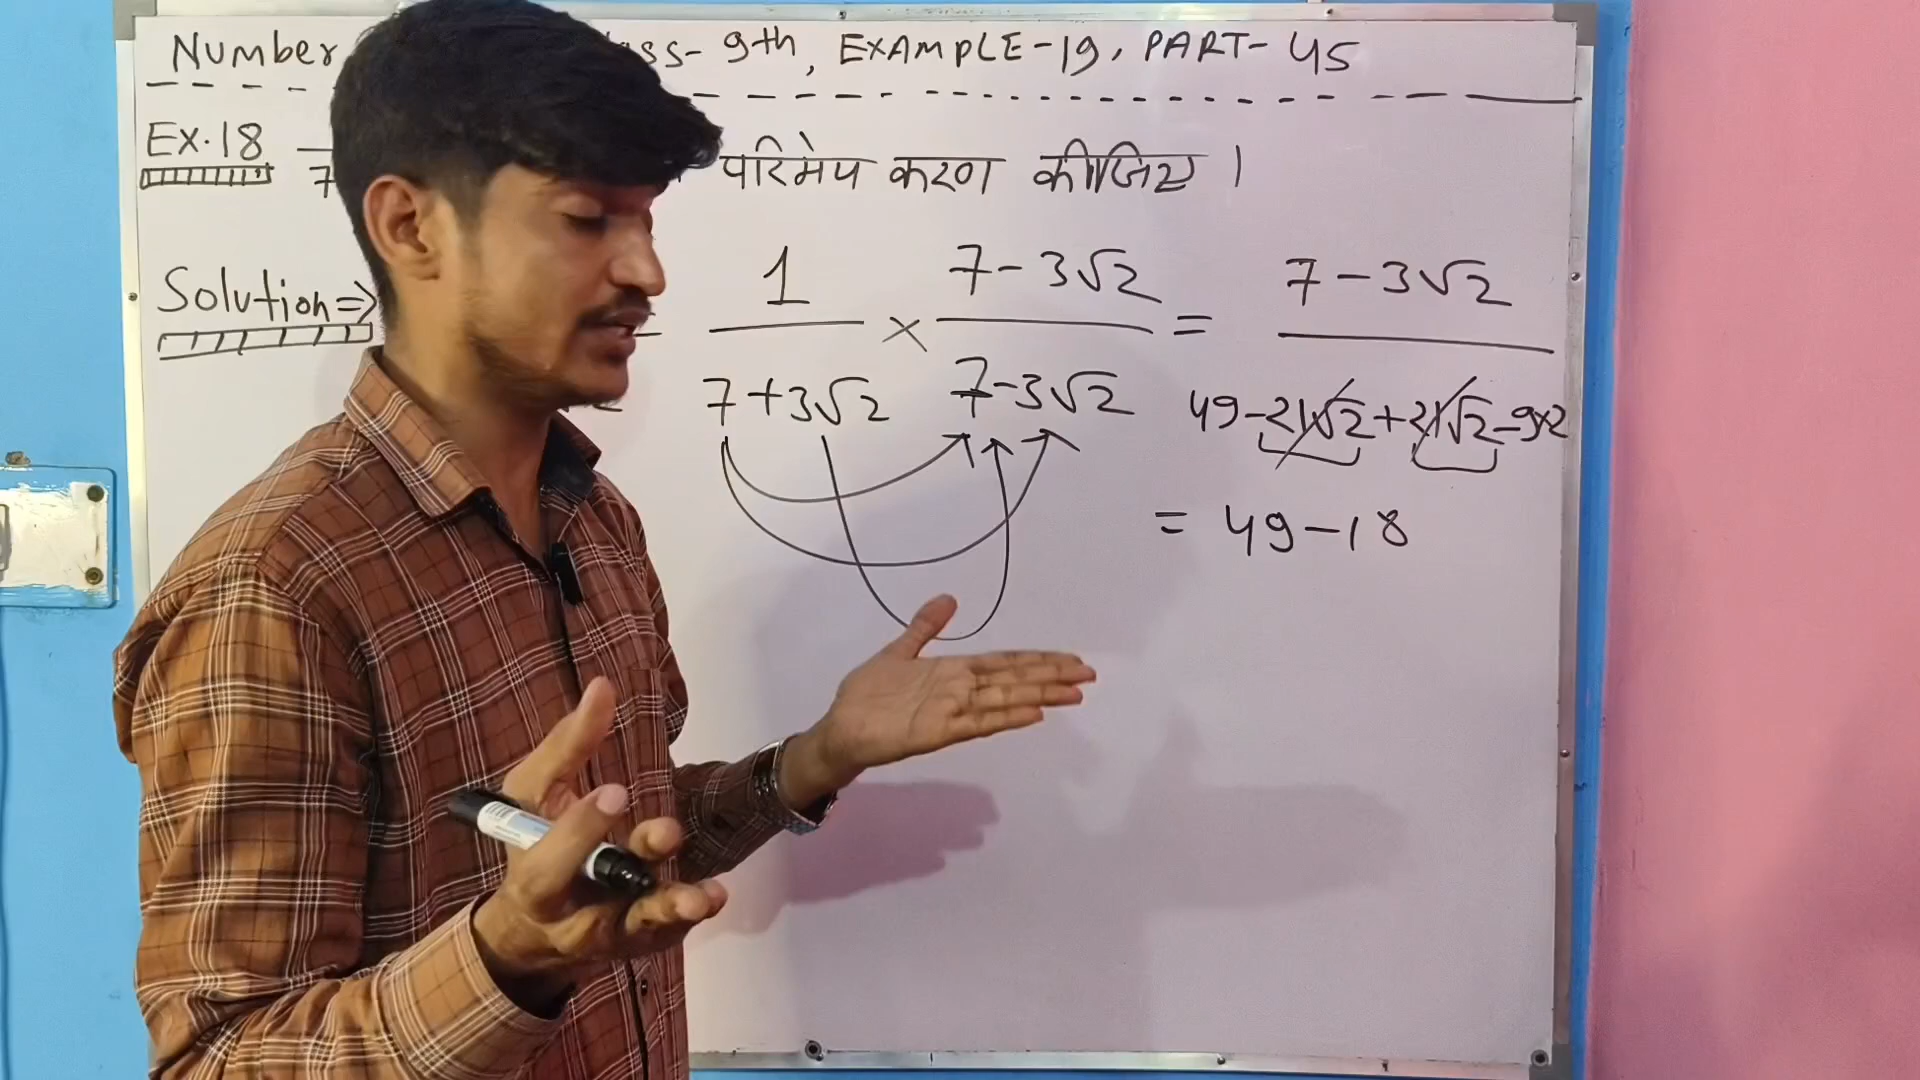 Number ss- 9th, EXAMPLE-19, PART-45
Ex.18 7 परिमेय करण कीजिए ।
Solution=> 1 / 7+3√2 × 7-3√2 / 7-3√2 = 7-3√2 / 49-21√2+21√2-9×2
= 49-18